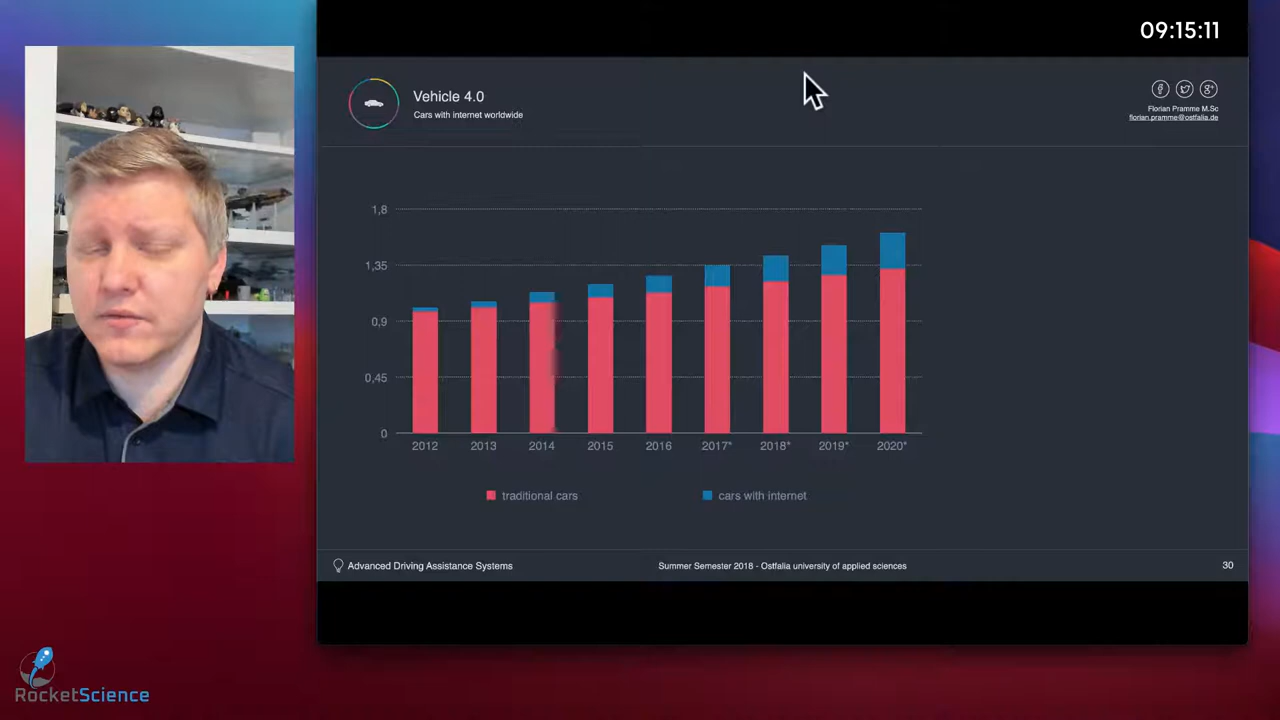 09:15:11
Vehicle 4.0
Cars with internet worldwide
Florian Pramme M.Sc
florian.pramme@ostfalia.de
1,8
1,35
0,9
0,45
0
2012 2013 2014 2015 2016 2017* 2018* 2019* 2020*
traditional cars cars with internet
Advanced Driving Assistance Systems Summer Semester 2018 - Ostfalia university of applied sciences 30
RocketScience